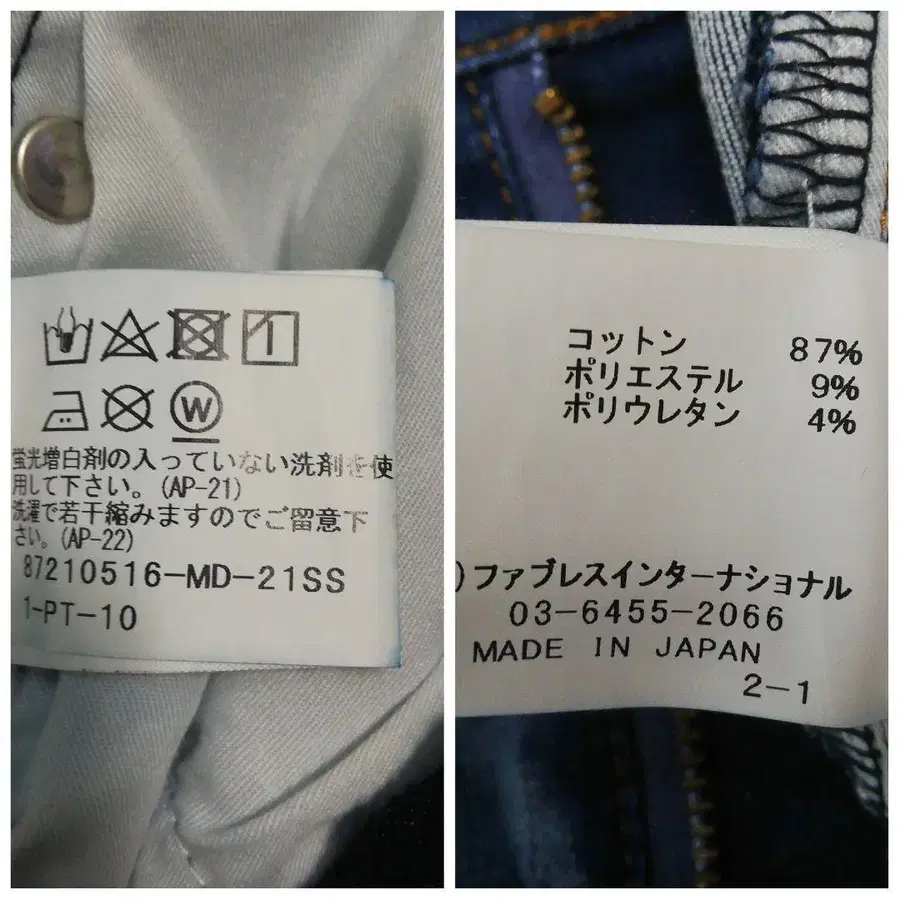 W
蛍光増白剤の入っていない洗剤を使
用して下さい。(AP-21)
洗濯で若干縮みますのでご留意下
さい。(AP-22)
87210516-MD-21SS
1-PT-10
コットン 87%
ポリエステル 9%
ポリウレタン 4%
)ファブレスインターナショナル
03-6455-2066
MADE IN JAPAN
2-1